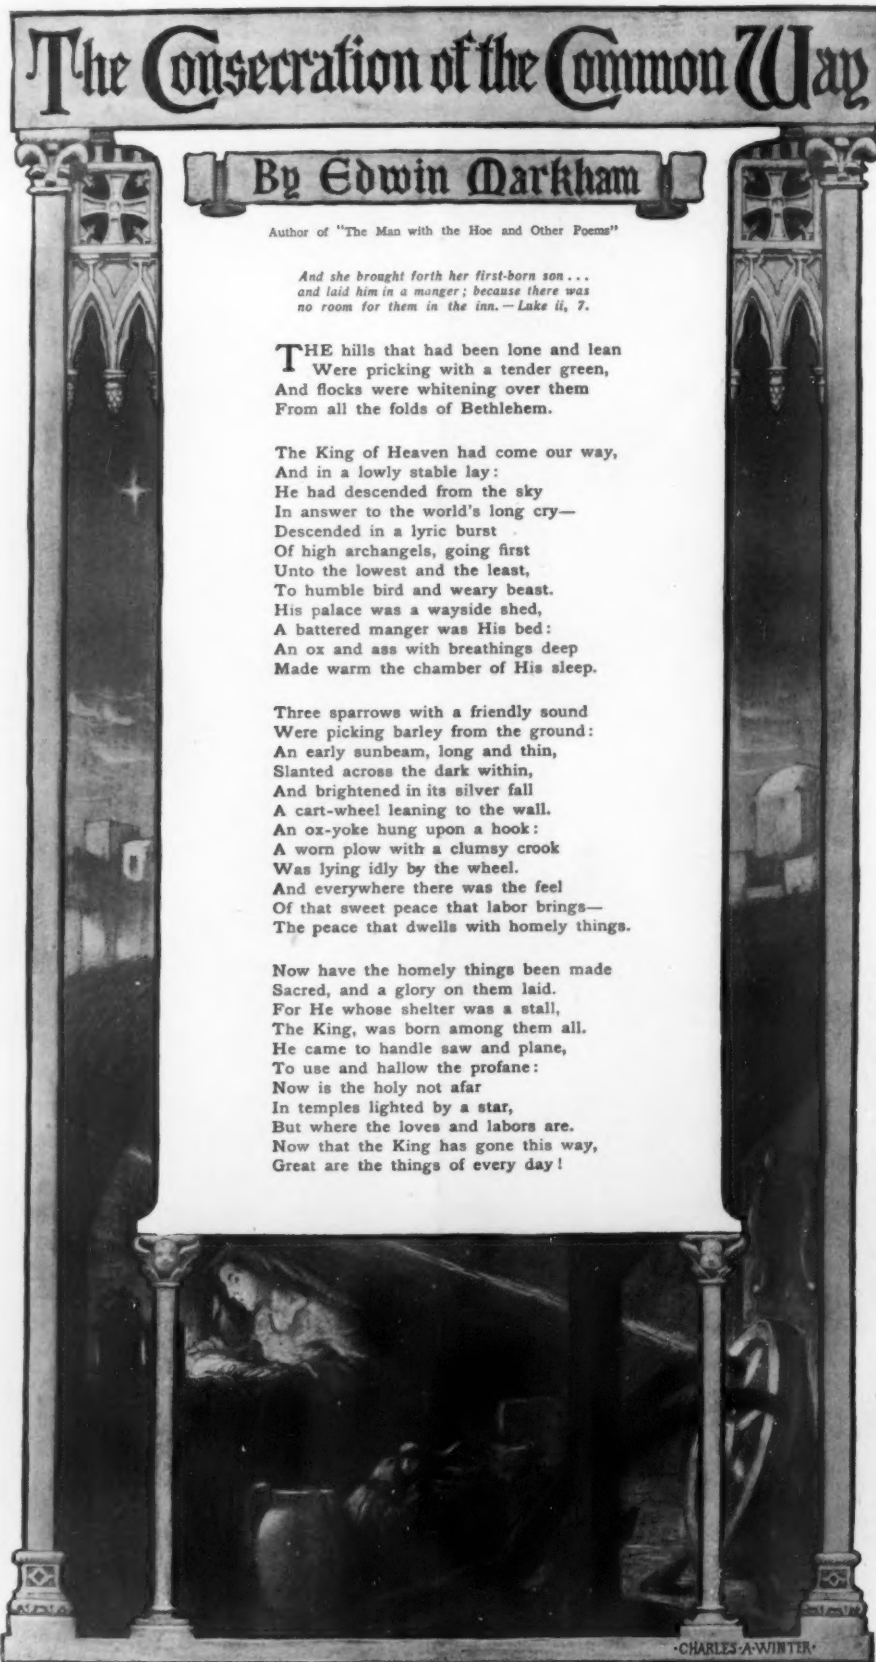 The Consecration of the Common Way
By Edwin Markham
Author of "The Man with the Hoe and Other Poems"
And she brought forth her first-born son . . .
and laid him in a manger; because there was
no room for them in the inn.—Luke ii, 7.
THE hills that had been lone and lean
Were pricking with a tender green,
And flocks were whitening over them
From all the folds of Bethlehem.
The King of Heaven had come our way,
And in a lowly stable lay:
He had descended from the sky
In answer to the world's long cry—
Descended in a lyric burst
Of high archangels, going first
Unto the lowest and the least,
To humble bird and weary beast.
His palace was a wayside shed,
A battered manger was His bed:
An ox and ass with breathings deep
Made warm the chamber of His sleep.
Three sparrows with a friendly sound
Were picking barley from the ground:
An early sunbeam, long and thin,
Slanted across the dark within,
And brightened in its silver fall
A cart-wheel leaning to the wall.
An ox-yoke hung upon a hook:
A worn plow with a clumsy crook
Was lying idly by the wheel.
And everywhere there was the feel
Of that sweet peace that labor brings—
The peace that dwells with homely things.
Now have the homely things been made
Sacred, and a glory on them laid.
For He whose shelter was a stall,
The King, was born among them all.
He came to handle saw and plane,
To use and hallow the profane:
Now is the holy not afar
In temples lighted by a star,
But where the loves and labors are.
Now that the King has gone this way,
Great are the things of every day!
·CHARLES·A·WINTER·